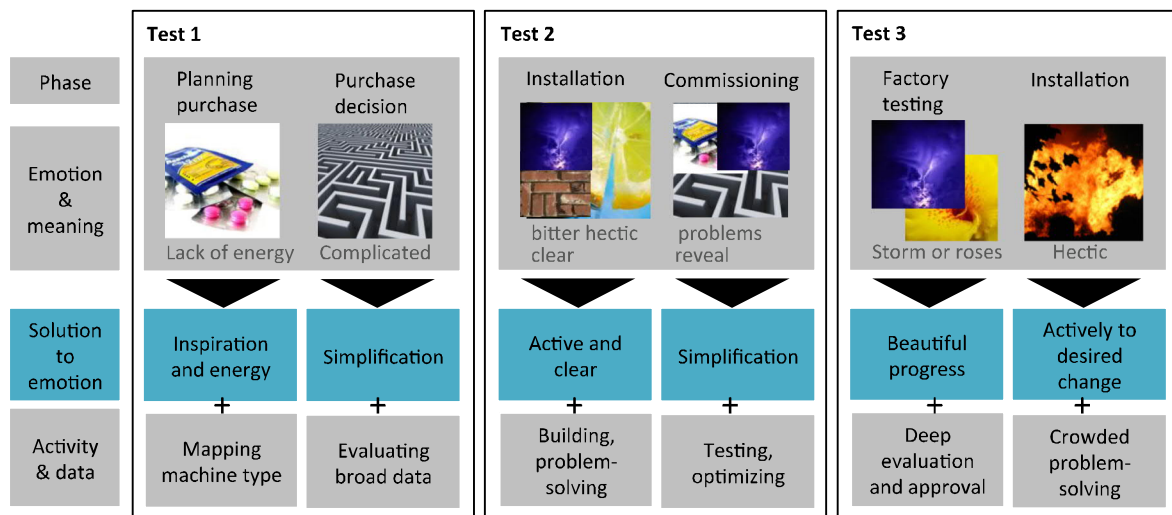 Test 1
Test 2
Test 3
Phase
Planning
purchase
Purchase
decision
Installation
Commissioning
Factory
testing
Installation
Emotion
&
meaning
Lack of energy
Complicated
bitter hectic
clear
problems
reveal
Storm or roses
Hectic
Solution
to
emotion
Inspiration
and energy
Simplification
Active and
clear
Simplification
Beautiful
progress
Actively to
desired
change
+
+
+
+
+
+
Activity
& data
Mapping
machine type
Evaluating
broad data
Building,
problem-
solving
Testing,
optimizing
Deep
evaluation
and approval
Crowded
problem-
solving